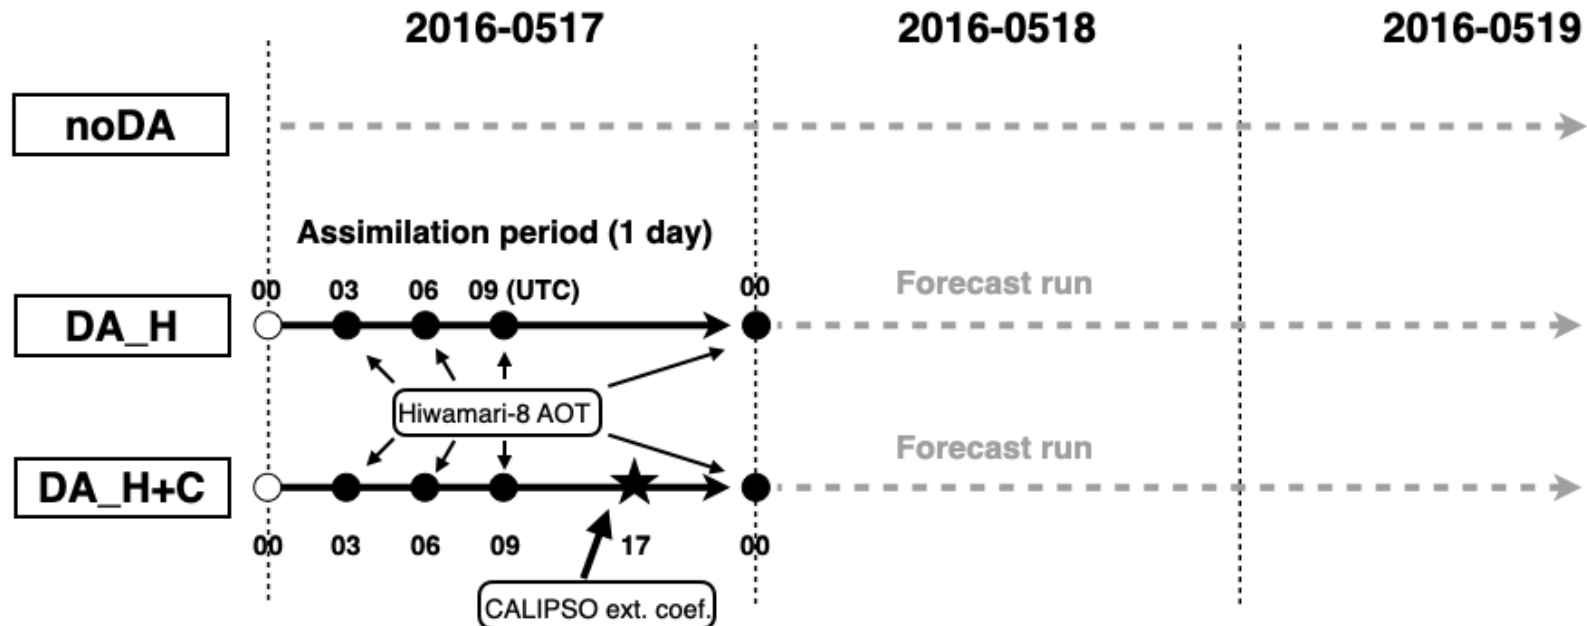 2016-0517
2016-0518
2016-0519
noDA
Assimilation period (1 day)
00 03 06 09 (UTC) 00
Forecast run
DA_H
Hiwamari-8 AOT
Forecast run
DA_H+C
00 03 06 09 17 00
CALIPSO ext. coef.